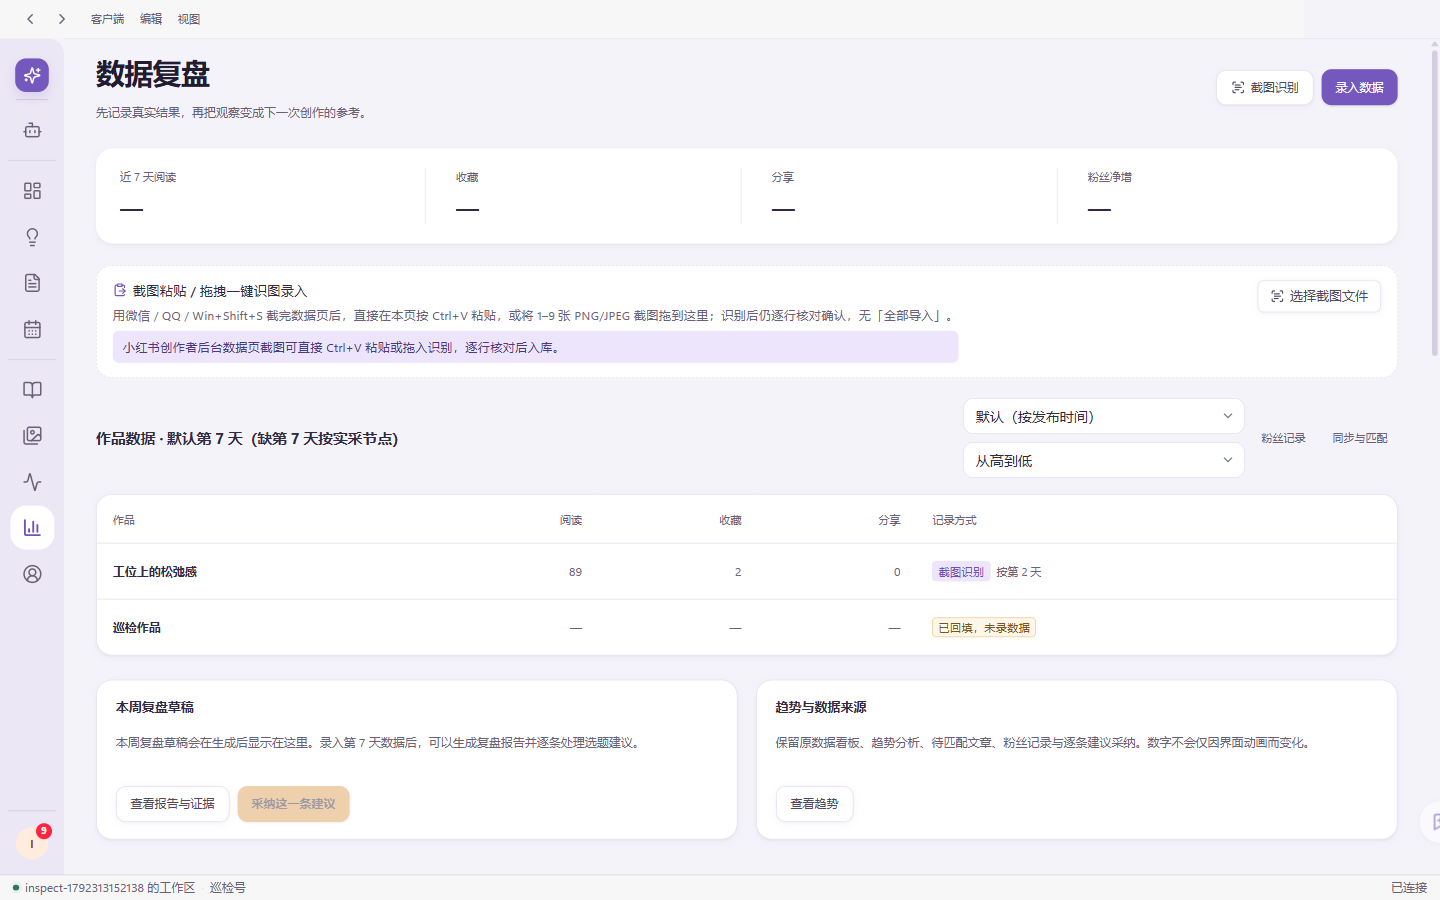 客户端 编辑 视图
数据复盘
先记录真实结果，再把观察变成下一次创作的参考。
截图识别
录入数据
近 7 天阅读
—
收藏
—
分享
—
粉丝净增
—
截图粘贴 / 拖拽一键识图录入
用微信 / QQ / Win+Shift+S 截完数据页后，直接在本页按 Ctrl+V 粘贴，或将 1–9 张 PNG/JPEG 截图拖到这里；识别后仍逐行核对确认，无「全部导入」。
小红书创作者后台数据页截图可直接 Ctrl+V 粘贴或拖入识别，逐行核对后入库。
选择截图文件
作品数据 · 默认第 7 天（缺第 7 天按实采节点）
默认（按发布时间）
从高到低
粉丝记录
同步与匹配
作品 阅读 收藏 分享 记录方式
工位上的松弛感 89 2 0 截图识别 按第 2 天
巡检作品 — — — 已回填，未录数据
本周复盘草稿
本周复盘草稿会在生成后显示在这里。录入第 7 天数据后，可以生成复盘报告并逐条处理选题建议。
查看报告与证据
采纳这一条建议
趋势与数据来源
保留原数据看板、趋势分析、待匹配文章、粉丝记录与逐条建议采纳。数字不会仅因界面动画而变化。
查看趋势
9
I
inspect-1792313152138 的工作区 · 巡检号
已连接